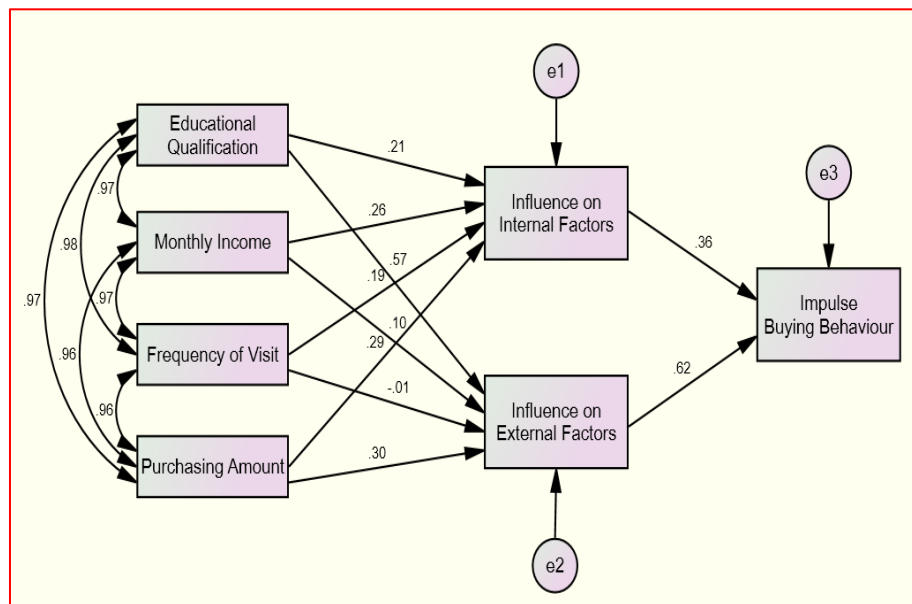 e1
Educational
Qualification
.21
e3
.97
Influence on
Internal Factors
.26
Monthly Income
.57
.36
.98
.19
.97
Impulse
Buying Behaviour
.97
.10
.96
.29
Frequency of Visit
-.01
.62
Influence on
External Factors
.96
.30
Purchasing Amount
e2